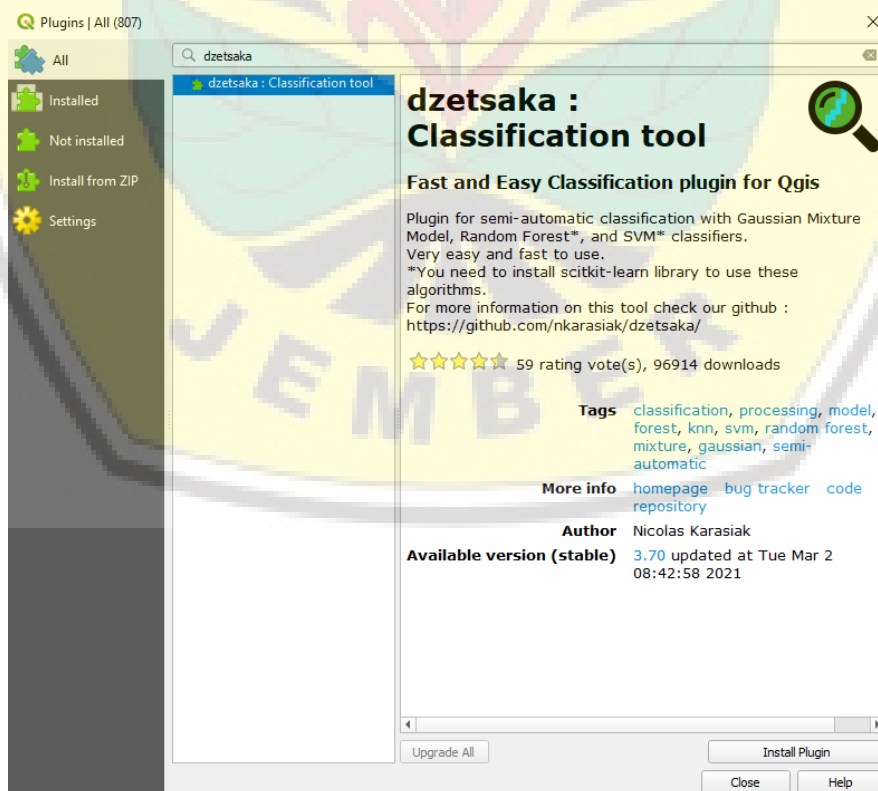 Plugins | All (807)
All
Installed
Not installed
Install from ZIP
Settings
dzetsaka
dzetsaka : Classification tool
dzetsaka :
Classification tool
Fast and Easy Classification plugin for Qgis
Plugin for semi-automatic classification with Gaussian Mixture
Model, Random Forest*, and SVM* classifiers.
Very easy and fast to use.
*You need to install scitkit-learn library to use these
algorithms.
For more information on this tool check our github :
https://github.com/nkarasiak/dzetsaka/
59 rating vote(s), 96914 downloads
Tags classification, processing, model,
forest, knn, svm, random forest,
mixture, gaussian, semi-
automatic
More info homepage bug tracker code
repository
Author Nicolas Karasiak
Available version (stable) 3.70 updated at Tue Mar 2
08:42:58 2021
Upgrade All
Install Plugin
Close
Help
JEMBER